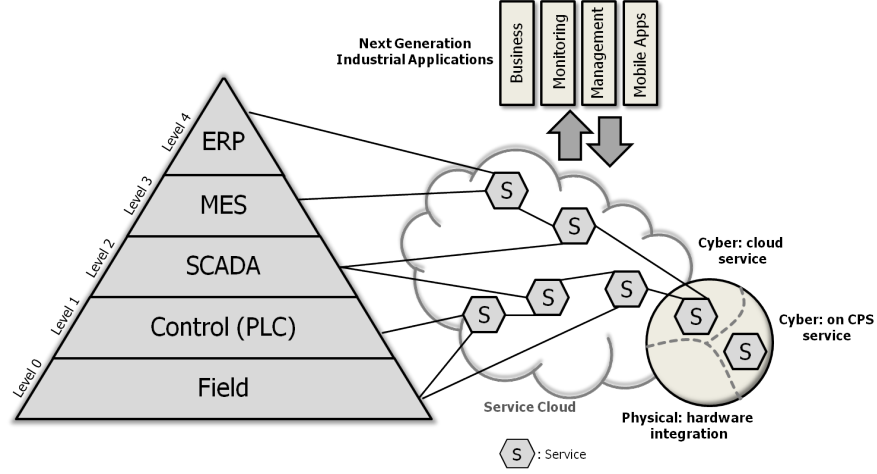 Next Generation
Industrial Applications
Business
Monitoring
Management
Mobile Apps
Level 4
ERP
Level 3
MES
Level 2
SCADA
Level 1
Control (PLC)
Level 0
Field
S
S
S
S
S
S
S
Cyber: cloud
service
Cyber: on CPS
service
Physical: hardware
integration
Service Cloud
S : Service